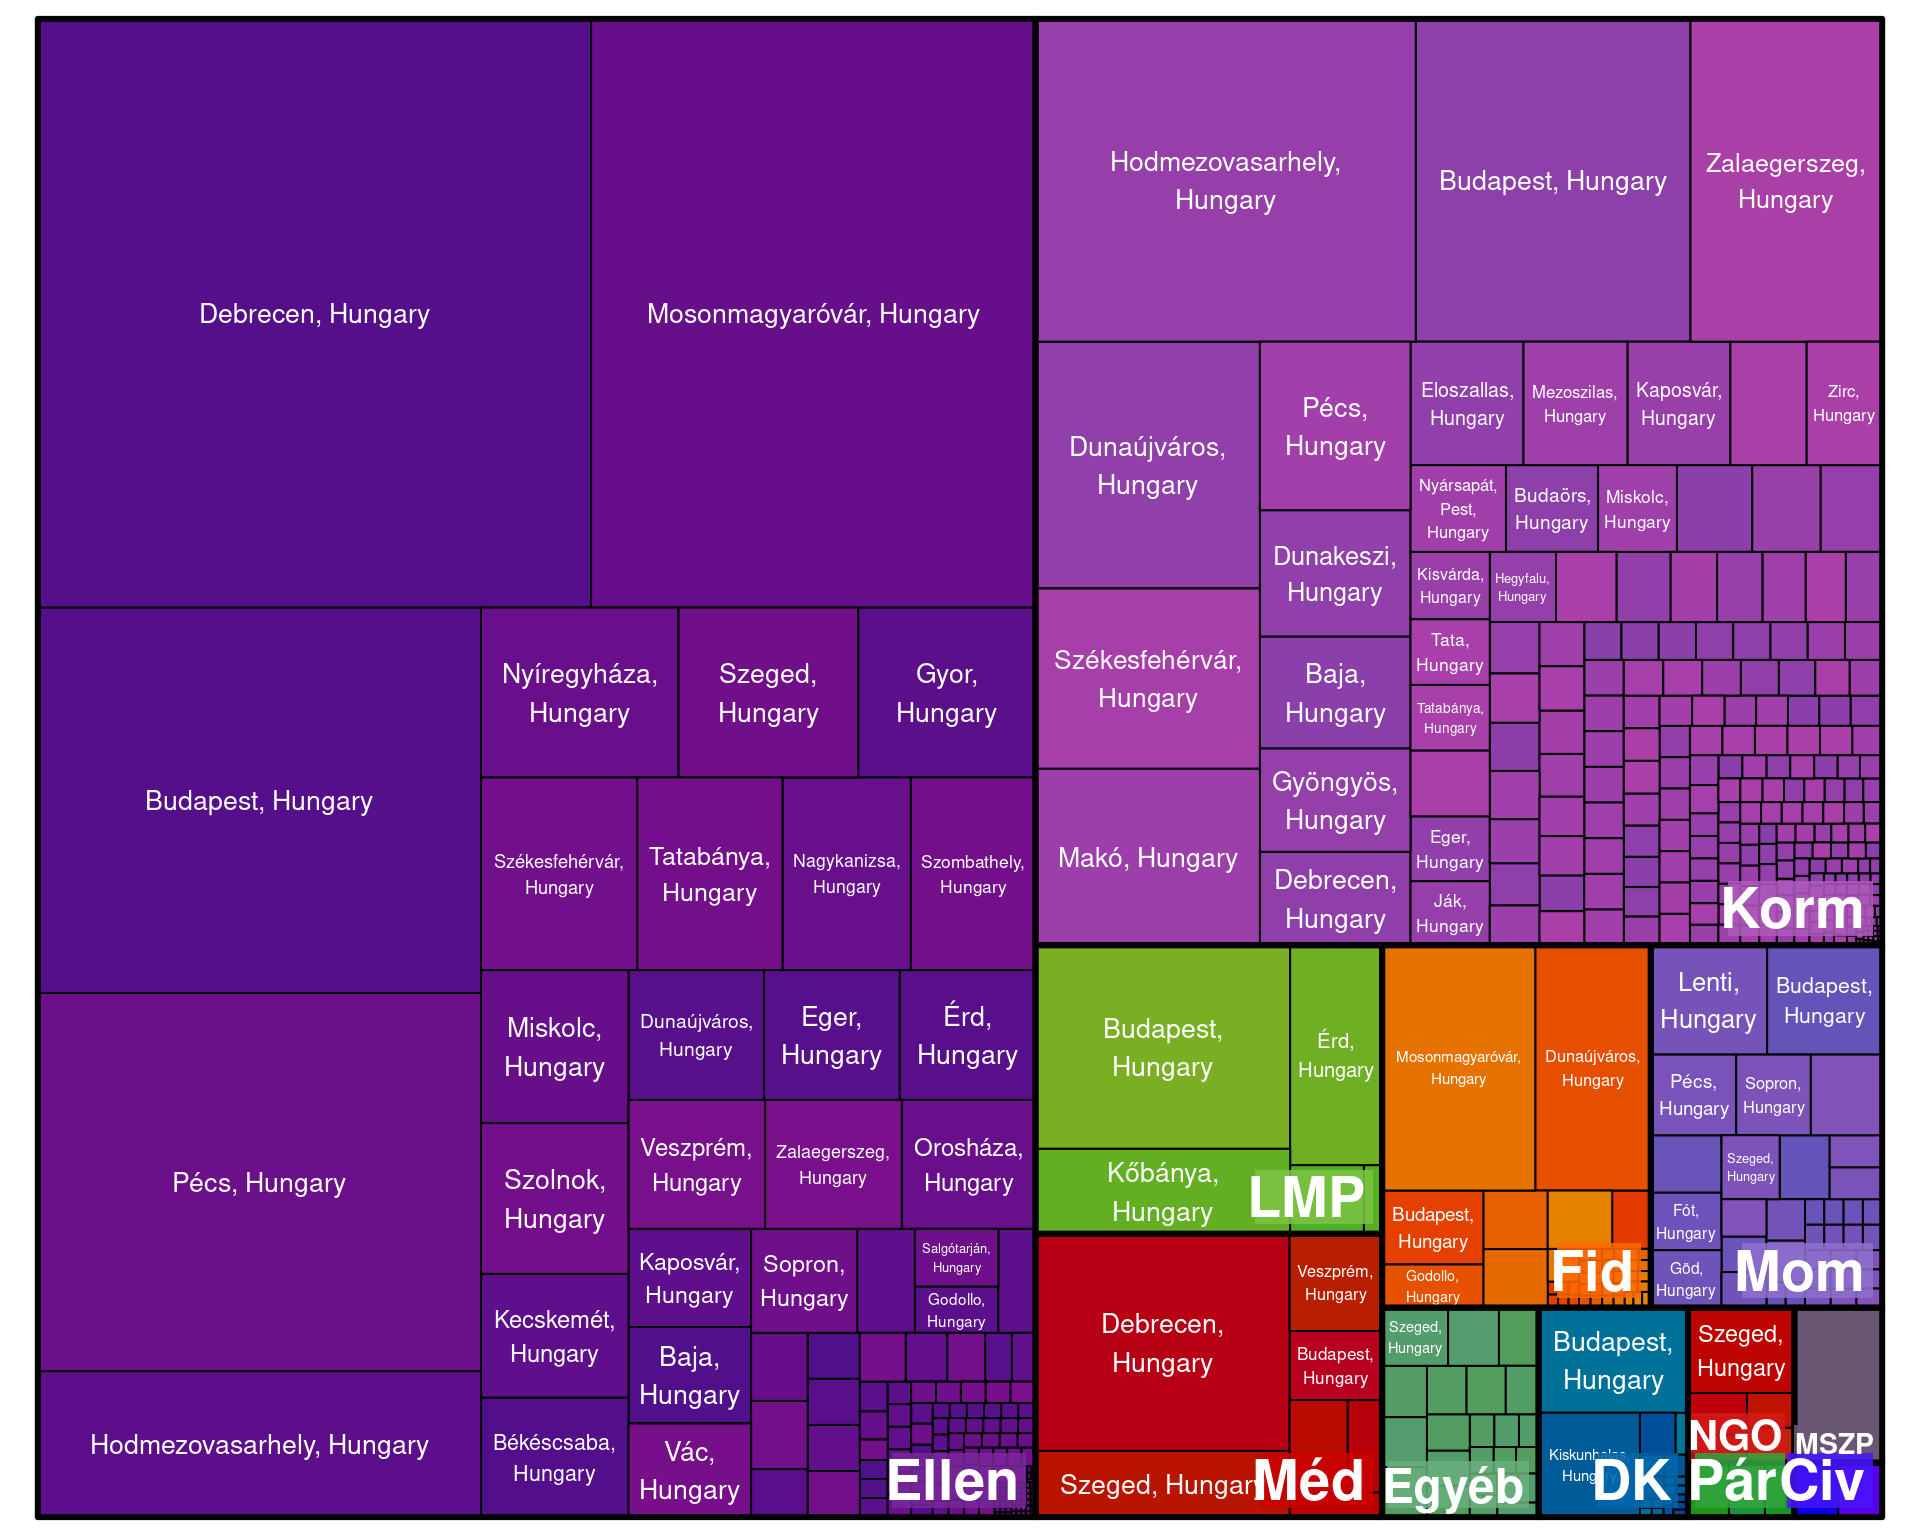 Debrecen, Hungary
Mosonmagyaróvár, Hungary
Budapest, Hungary
Pécs, Hungary
Hodmezovasarhely, Hungary
Nyíregyháza,
Hungary
Szeged,
Hungary
Gyor,
Hungary
Székesfehérvár,
Hungary
Tatabánya,
Hungary
Nagykanizsa,
Hungary
Szombathely,
Hungary
Miskolc,
Hungary
Dunaújváros,
Hungary
Eger,
Hungary
Érd,
Hungary
Szolnok,
Hungary
Veszprém,
Hungary
Zalaegerszeg,
Hungary
Orosháza,
Hungary
Kecskemét,
Hungary
Kaposvár,
Hungary
Sopron,
Hungary
Salgótarján,
Hungary
Godollo,
Hungary
Békéscsaba,
Hungary
Baja,
Hungary
Vác,
Hungary
Ellen
Hodmezovasarhely,
Hungary
Budapest, Hungary
Zalaegerszeg,
Hungary
Dunaújváros,
Hungary
Pécs,
Hungary
Eloszallas,
Hungary
Mezoszilas,
Hungary
Kaposvár,
Hungary
Zirc,
Hungary
Nyársapát,
Pest,
Hungary
Budaörs,
Hungary
Miskolc,
Hungary
Dunakeszi,
Hungary
Kisvárda,
Hungary
Hegyfalu,
Hungary
Székesfehérvár,
Hungary
Baja,
Hungary
Tata,
Hungary
Tatabánya,
Hungary
Makó, Hungary
Gyöngyös,
Hungary
Eger,
Hungary
Debrecen,
Hungary
Ják,
Hungary
Korm
Budapest,
Hungary
Érd,
Hungary
Kőbánya,
Hungary
LMP
Mosonmagyaróvár,
Hungary
Dunaújváros,
Hungary
Budapest,
Hungary
Godollo,
Hungary
Fid
Lenti,
Hungary
Budapest,
Hungary
Pécs,
Hungary
Sopron,
Hungary
Szeged,
Hungary
Fót,
Hungary
Göd,
Hungary
Mom
Debrecen,
Hungary
Veszprém,
Hungary
Budapest,
Hungary
Szeged, Hungary
Méd
Szeged,
Hungary
Egyéb
Budapest,
Hungary
Kiskunhalas,
Hungary
DK
Szeged,
Hungary
NGO
MSZP
Pár
Civ